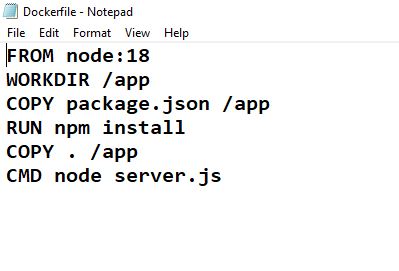 Dockerfile - Notepad
File Edit Format View Help
FROM node:18
WORKDIR /app
COPY package.json /app
RUN npm install
COPY . /app
CMD node server.js